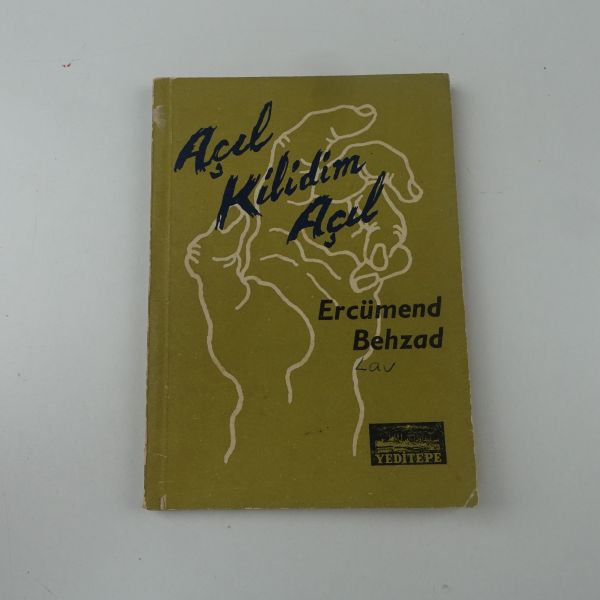 Açıl
Kilidim
Açıl
Ercümend
Behzad
Lav
YEDİTEPE